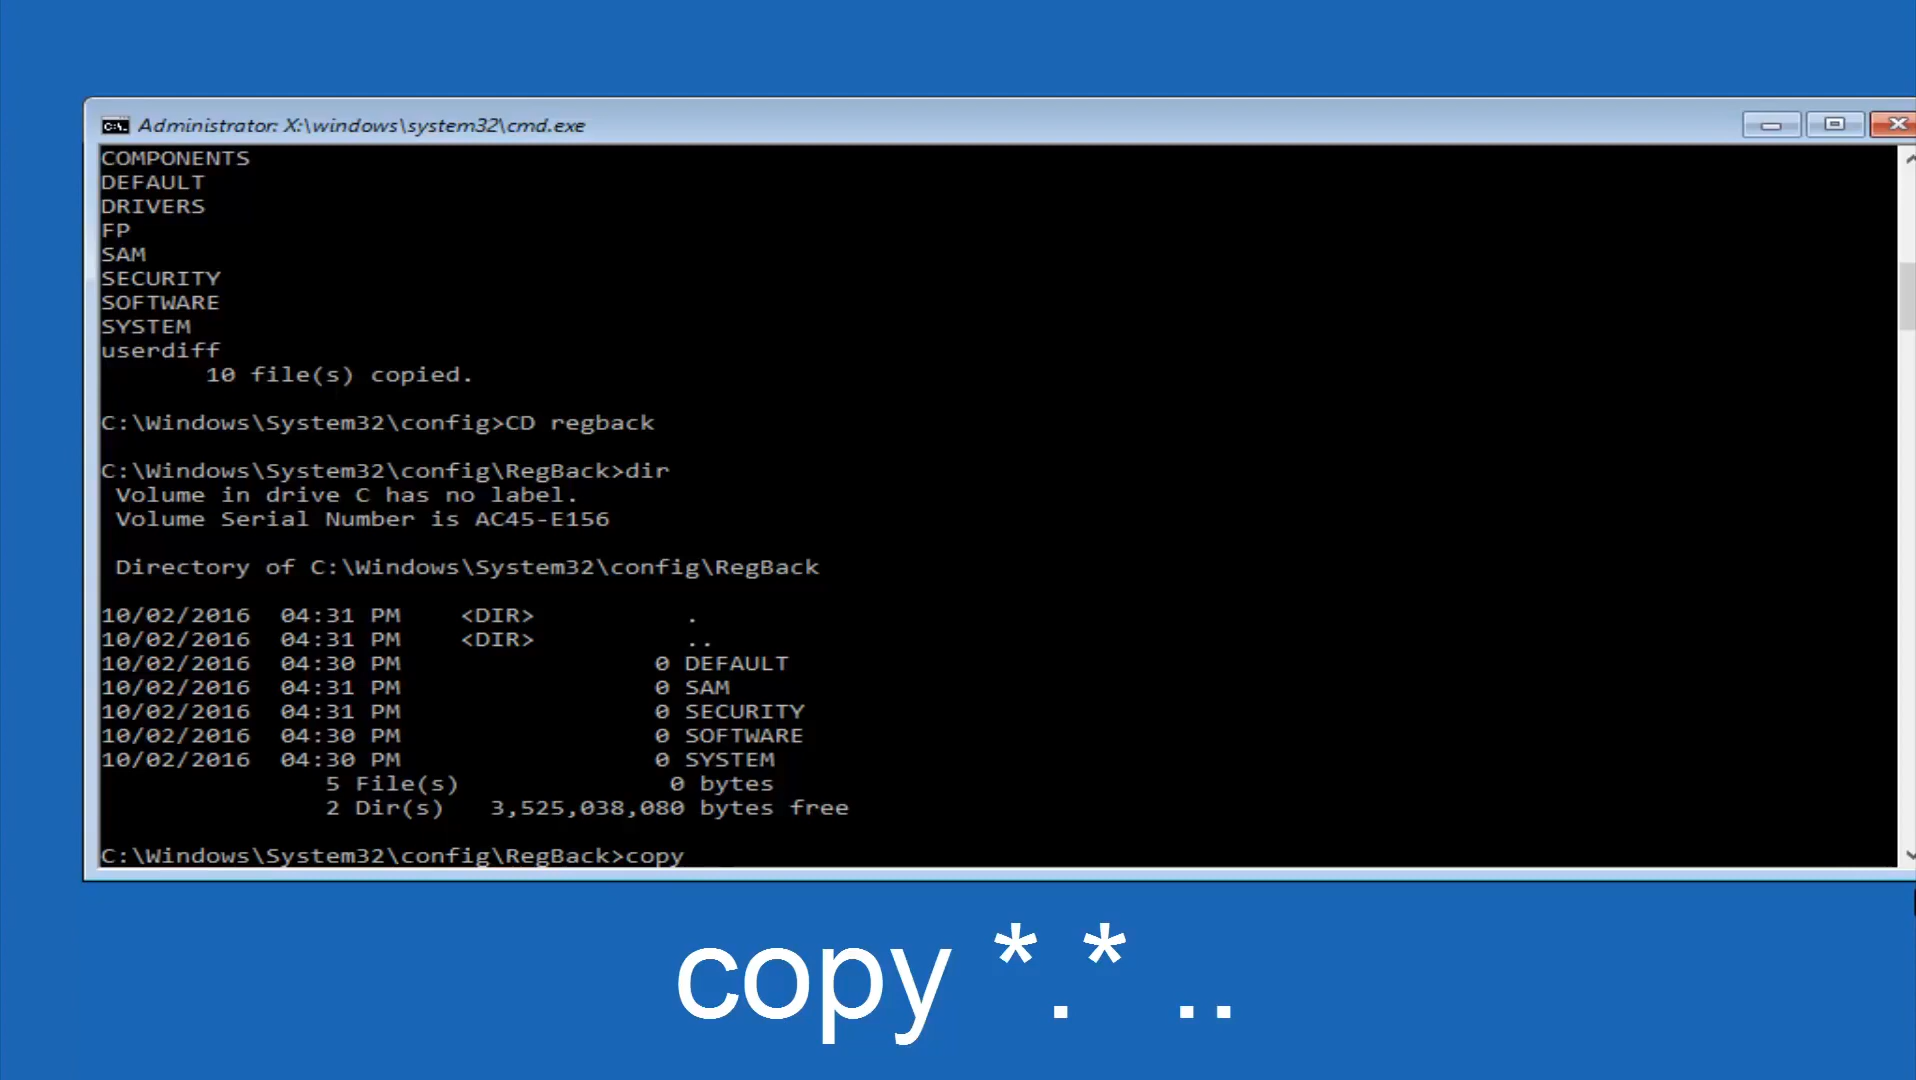 Administrator: X:\windows\system32\cmd.exe
COMPONENTS
DEFAULT
DRIVERS
FP
SAM
SECURITY
SOFTWARE
SYSTEM
userdiff
       10 file(s) copied.
C:\Windows\System32\config>CD regback
C:\Windows\System32\config\RegBack>dir
 Volume in drive C has no label.
 Volume Serial Number is AC45-E156
 Directory of C:\Windows\System32\config\RegBack
10/02/2016  04:31 PM    <DIR>          .
10/02/2016  04:31 PM    <DIR>          ..
10/02/2016  04:30 PM                 0 DEFAULT
10/02/2016  04:31 PM                 0 SAM
10/02/2016  04:31 PM                 0 SECURITY
10/02/2016  04:30 PM                 0 SOFTWARE
10/02/2016  04:30 PM                 0 SYSTEM
               5 File(s)              0 bytes
               2 Dir(s)   3,525,038,080 bytes free
C:\Windows\System32\config\RegBack>copy
copy *.* ..